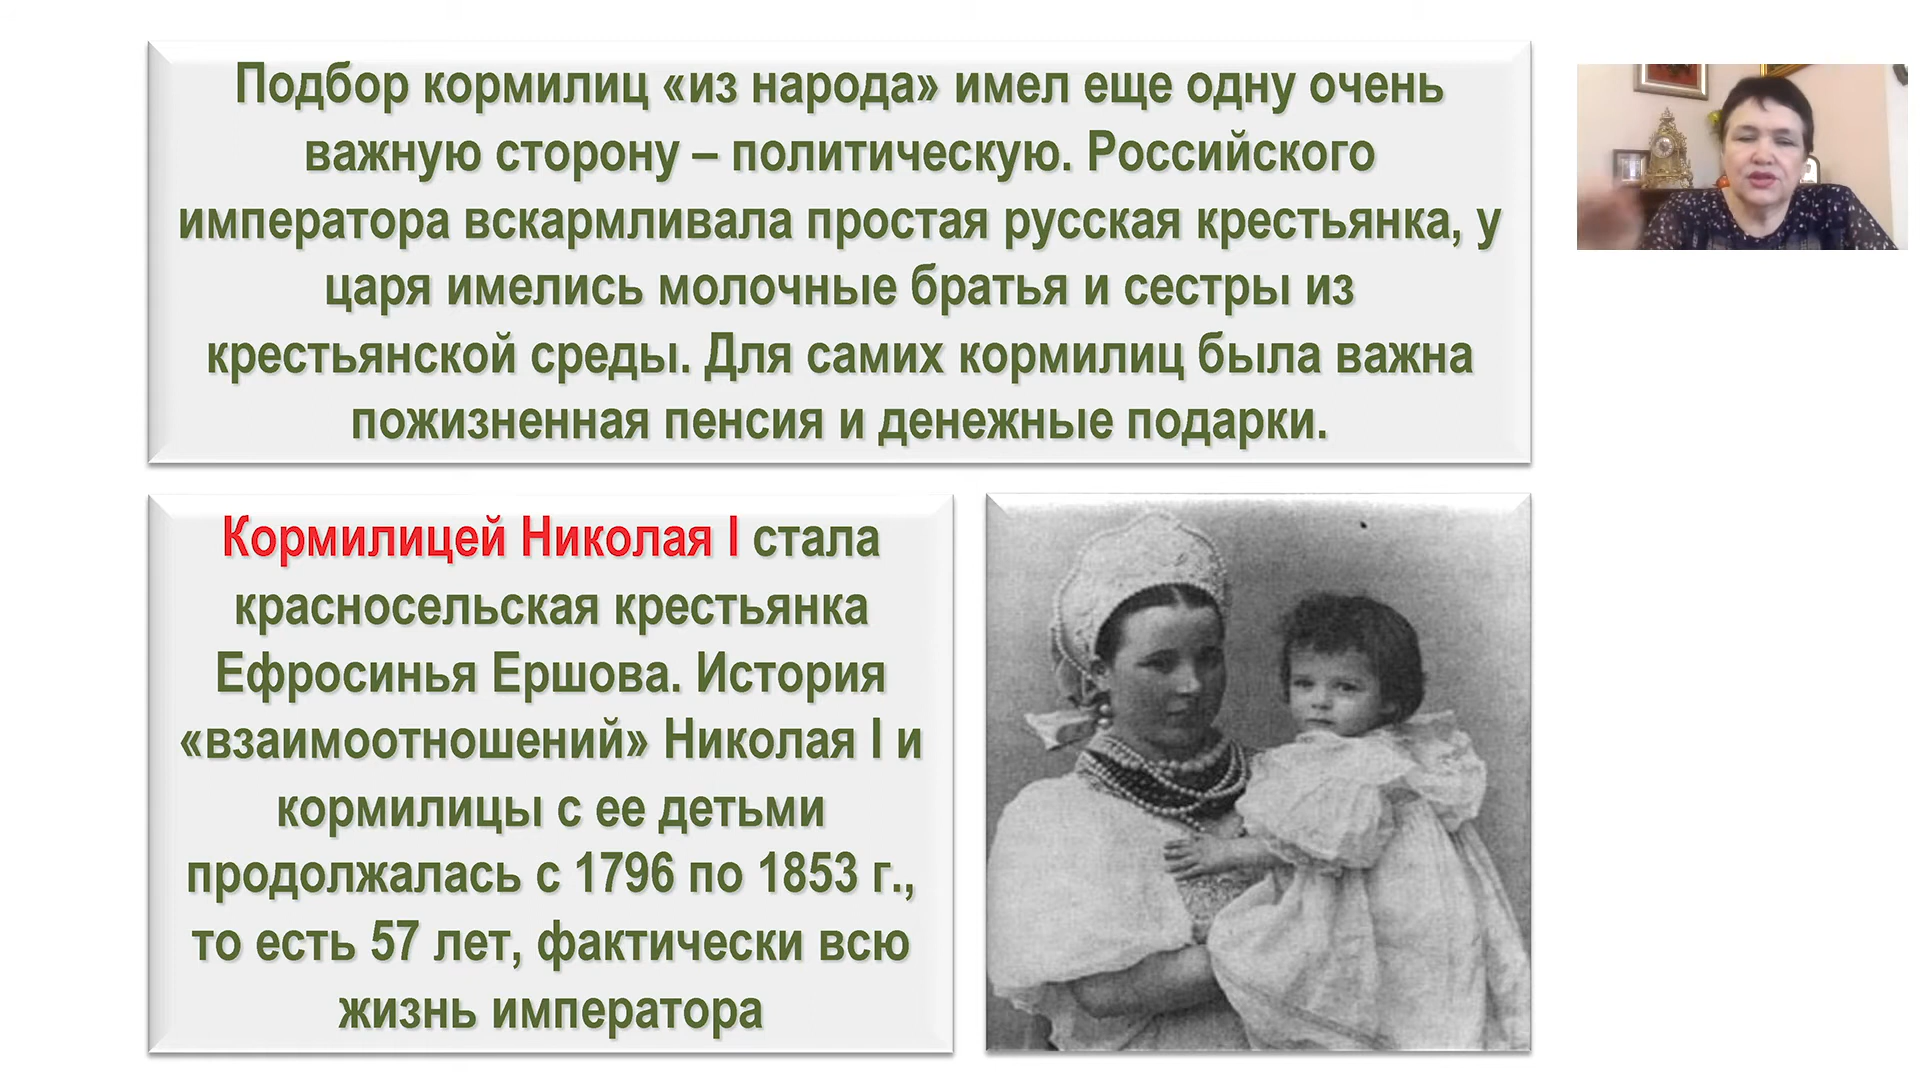 Подбор кормилиц «из народа» имел еще одну очень
важную сторону – политическую. Российского
императора вскармливала простая русская крестьянка, у
царя имелись молочные братья и сестры из
крестьянской среды. Для самих кормилиц была важна
пожизненная пенсия и денежные подарки.
Кормилицей Николая I стала
красносельская крестьянка
Ефросинья Ершова. История
«взаимоотношений» Николая I и
кормилицы с ее детьми
продолжалась с 1796 по 1853 г.,
то есть 57 лет, фактически всю
жизнь императора